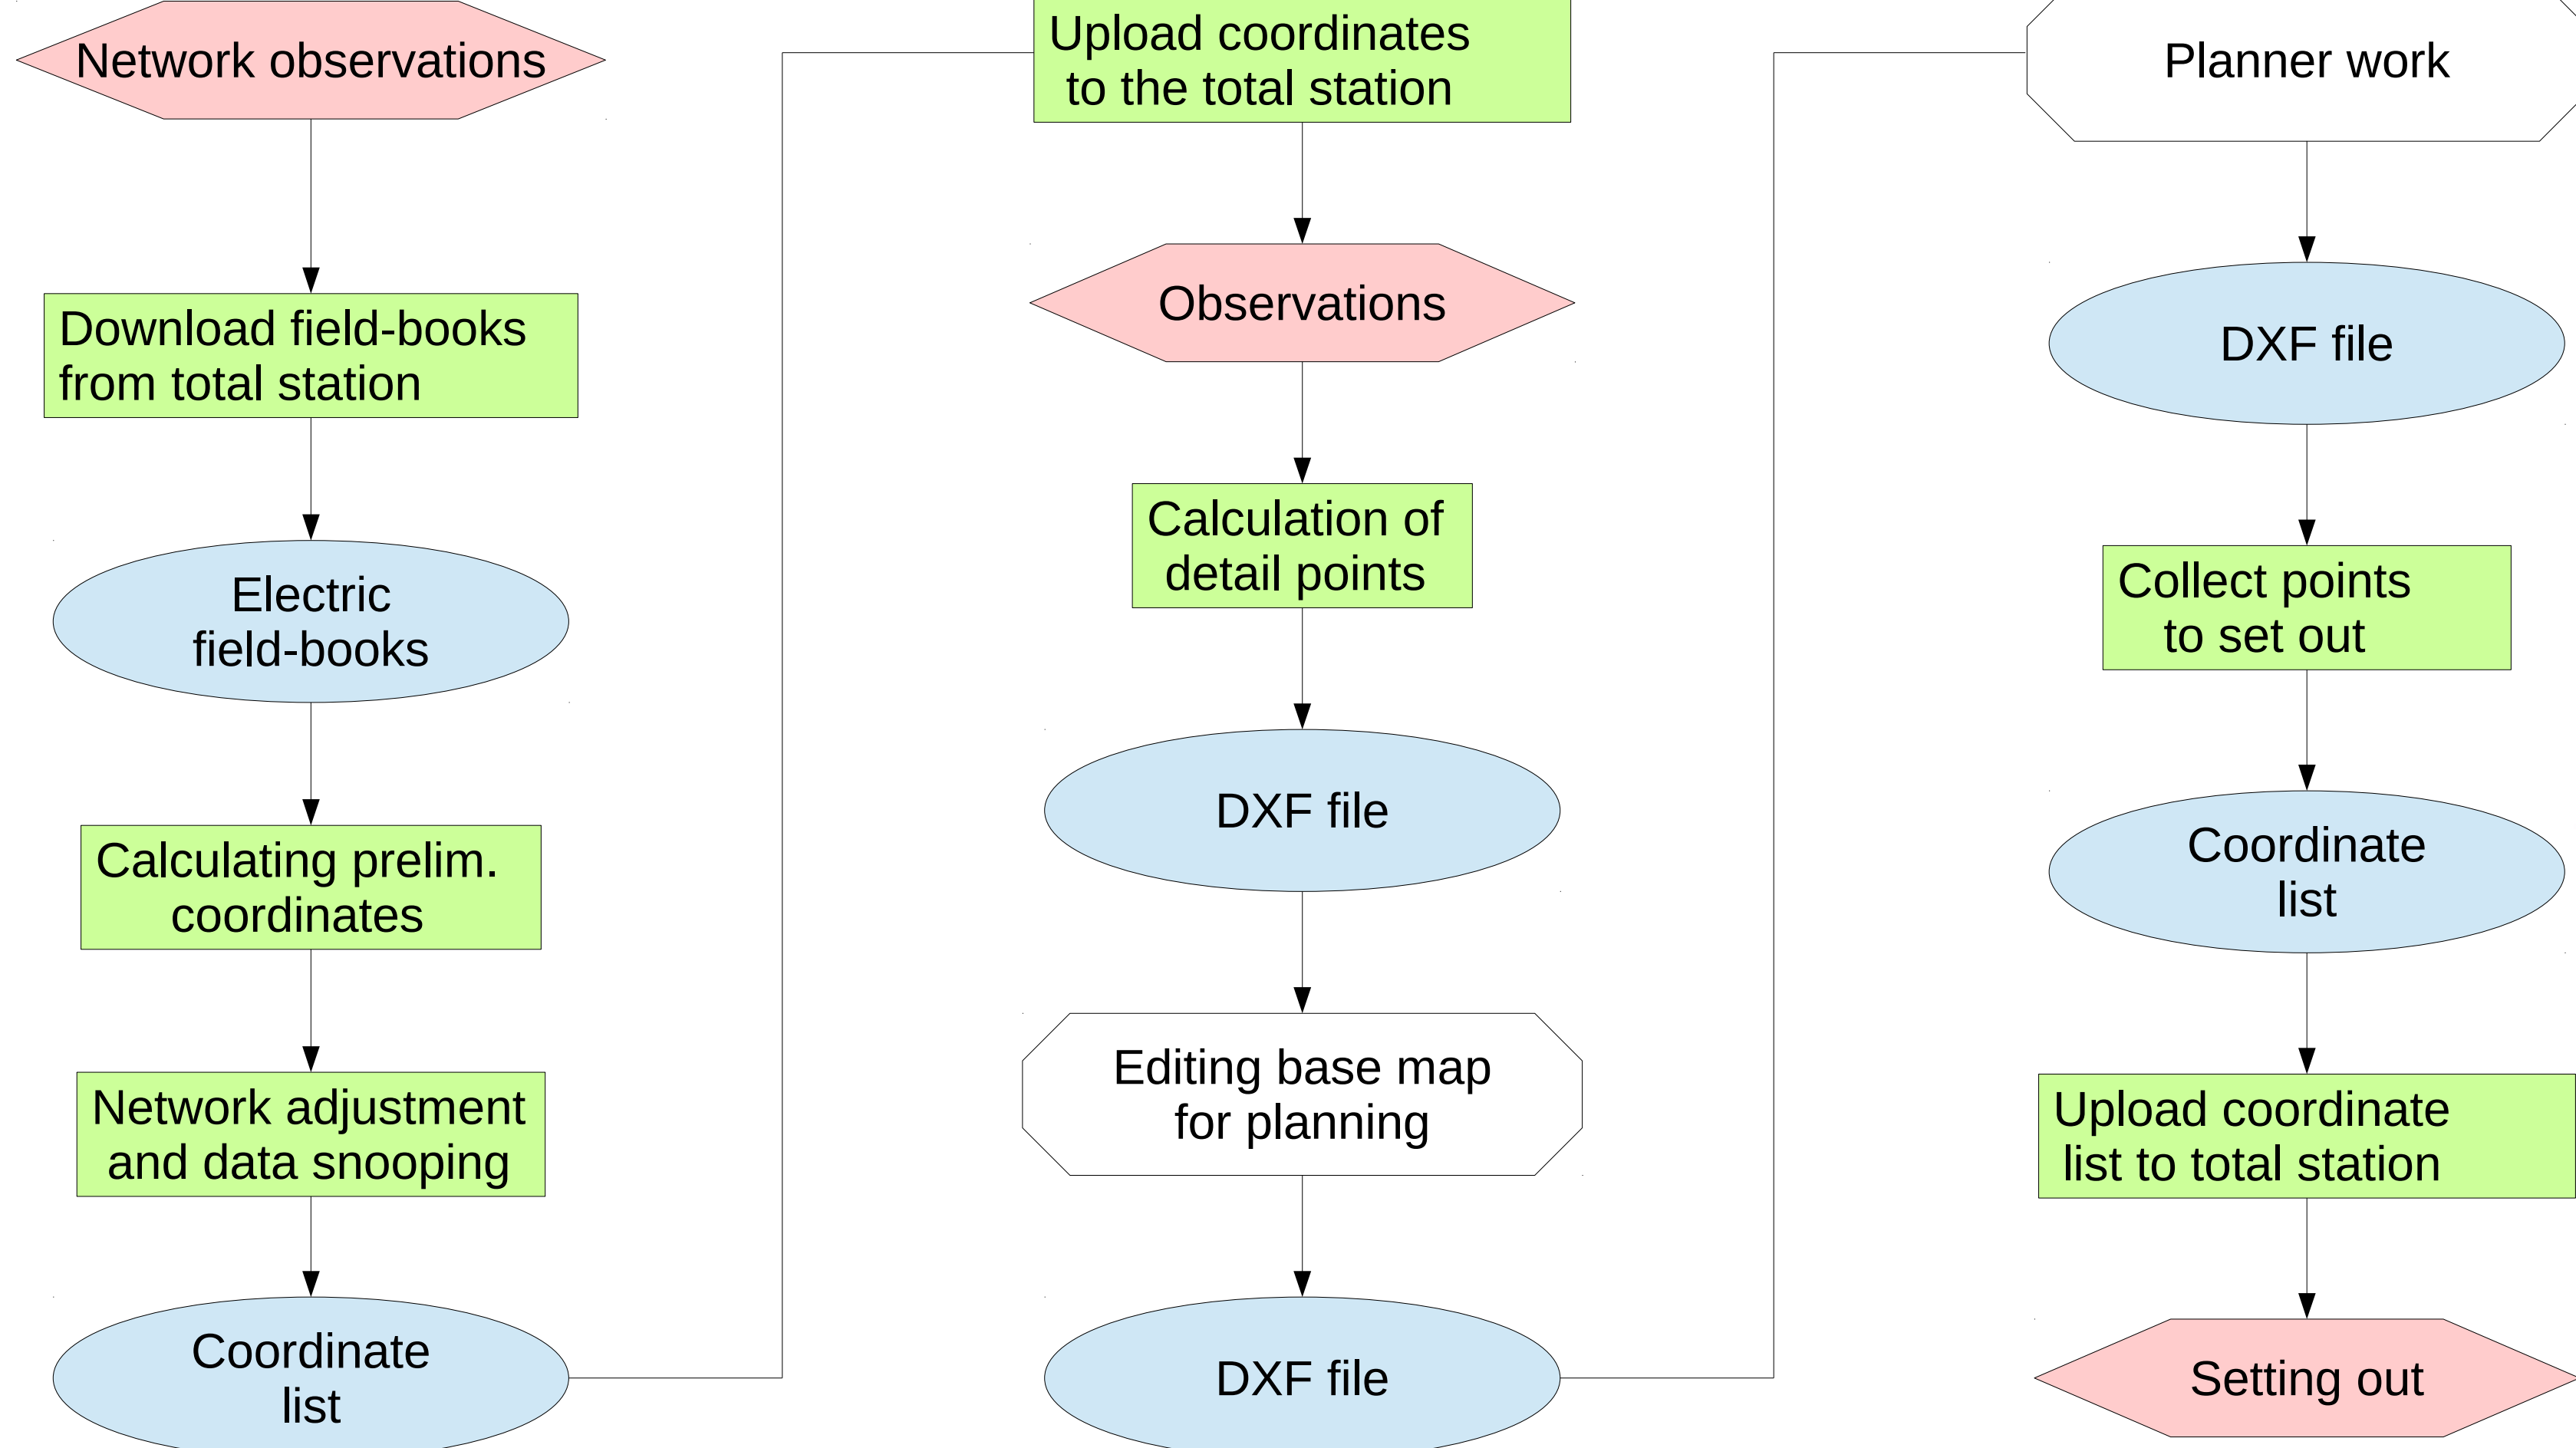 Network observations
Download field-books
from total station
Electric
field-books
Calculating prelim.
coordinates
Network adjustment
and data snooping
Coordinate
list
Upload coordinates
to the total station
Observations
Calculation of
detail points
DXF file
Editing base map
for planning
DXF file
Planner work
DXF file
Collect points
to set out
Coordinate
list
Upload coordinate
list to total station
Setting out